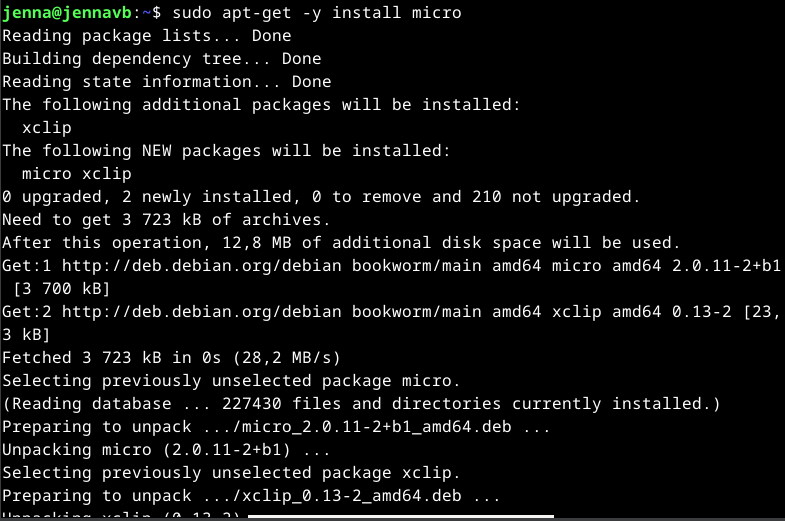 jenna@jennavb:~$ sudo apt-get -y install micro
Reading package lists... Done
Building dependency tree... Done
Reading state information... Done
The following additional packages will be installed:
  xclip
The following NEW packages will be installed:
  micro xclip
0 upgraded, 2 newly installed, 0 to remove and 210 not upgraded.
Need to get 3 723 kB of archives.
After this operation, 12,8 MB of additional disk space will be used.
Get:1 http://deb.debian.org/debian bookworm/main amd64 micro amd64 2.0.11-2+b1
 [3 700 kB]
Get:2 http://deb.debian.org/debian bookworm/main amd64 xclip amd64 0.13-2 [23,
3 kB]
Fetched 3 723 kB in 0s (28,2 MB/s)
Selecting previously unselected package micro.
(Reading database ... 227430 files and directories currently installed.)
Preparing to unpack .../micro_2.0.11-2+b1_amd64.deb ...
Unpacking micro (2.0.11-2+b1) ...
Selecting previously unselected package xclip.
Preparing to unpack .../xclip_0.13-2_amd64.deb ...
Unpacking xclip (0.13-2)